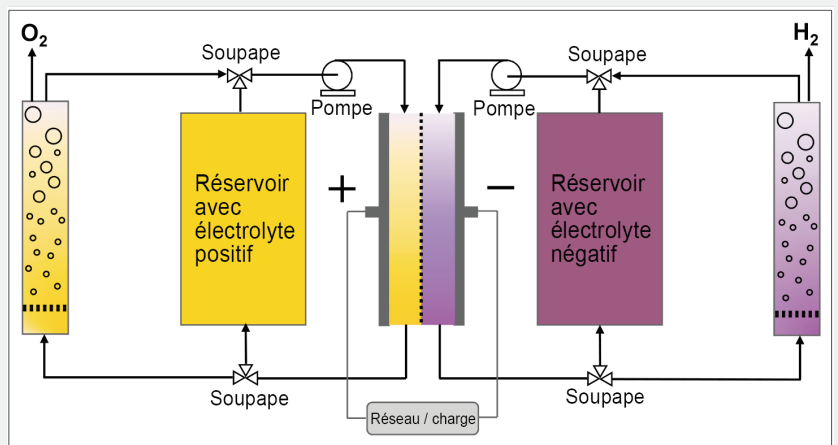 O₂
H₂
Soupape
Soupape
Pompe
Pompe
Réservoir
avec
électrolyte
positif
+
−
Réservoir
avec
électrolyte
négatif
Soupape
Soupape
Réseau / charge